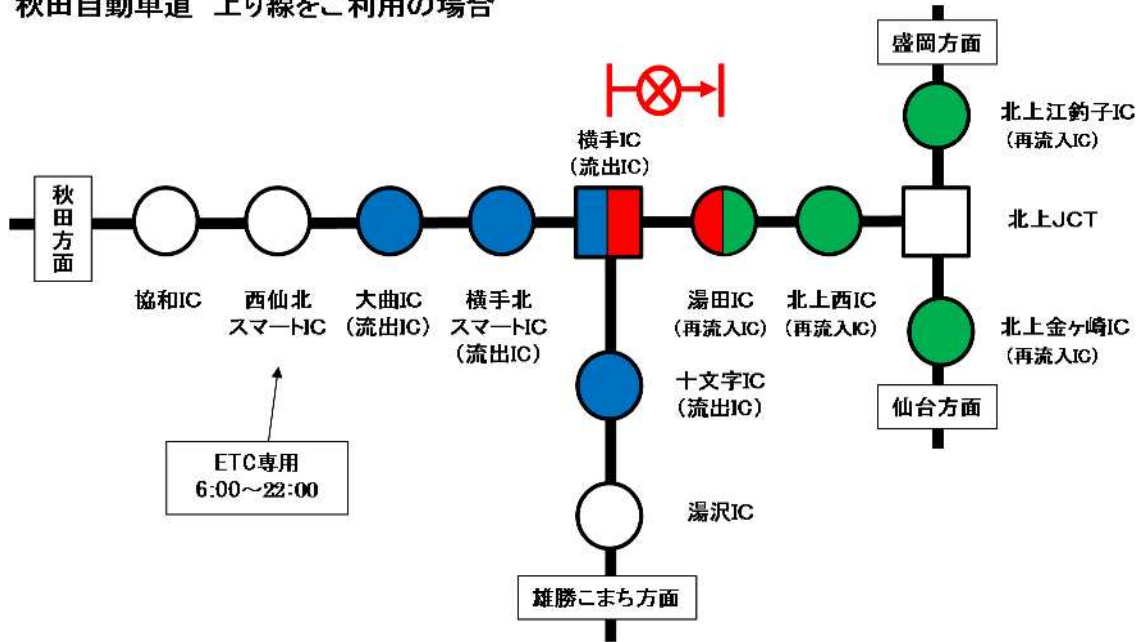 秋田自動車道 上り線をご利用の場合
盛岡方面
北上江釣子IC
(再流入IC)
横手IC
(流出IC)
秋田方面
北上JCT
協和IC
西仙北
スマートIC
大曲IC
(流出IC)
横手北
スマートIC
(流出IC)
湯田IC
(再流入IC)
北上西IC
(再流入IC)
北上金ヶ崎IC
(再流入IC)
十文字IC
(流出IC)
仙台方面
ETC専用
6:00～22:00
湯沢IC
雄勝こまち方面